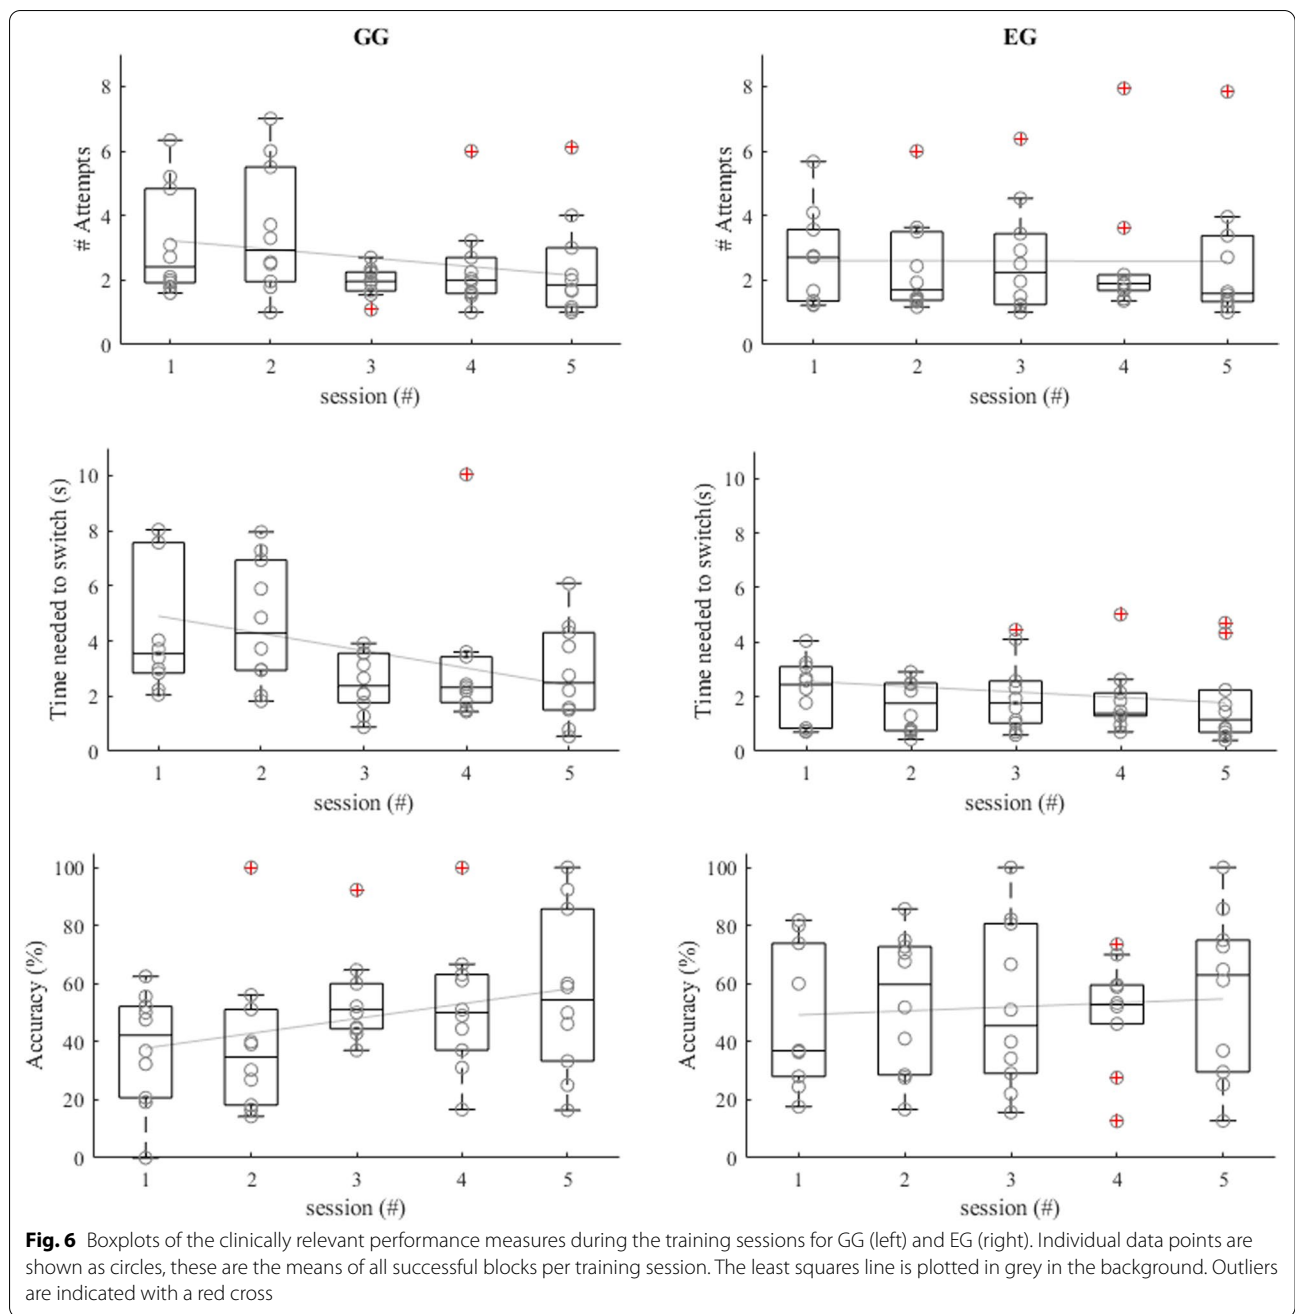 GG
EG
# Attempts
8
6
4
2
0
1 2 3 4 5
session (#)
# Attempts
8
6
4
2
0
1 2 3 4 5
session (#)
Time needed to switch (s)
10
8
6
4
2
0
1 2 3 4 5
session (#)
Time needed to switch(s)
10
8
6
4
2
0
1 2 3 4 5
session (#)
Accuracy (%)
100
80
60
40
20
0
1 2 3 4 5
session (#)
Accuracy (%)
100
80
60
40
20
0
1 2 3 4 5
session (#)
Fig. 6 Boxplots of the clinically relevant performance measures during the training sessions for GG (left) and EG (right). Individual data points are
shown as circles, these are the means of all successful blocks per training session. The least squares line is plotted in grey in the background. Outliers
are indicated with a red cross